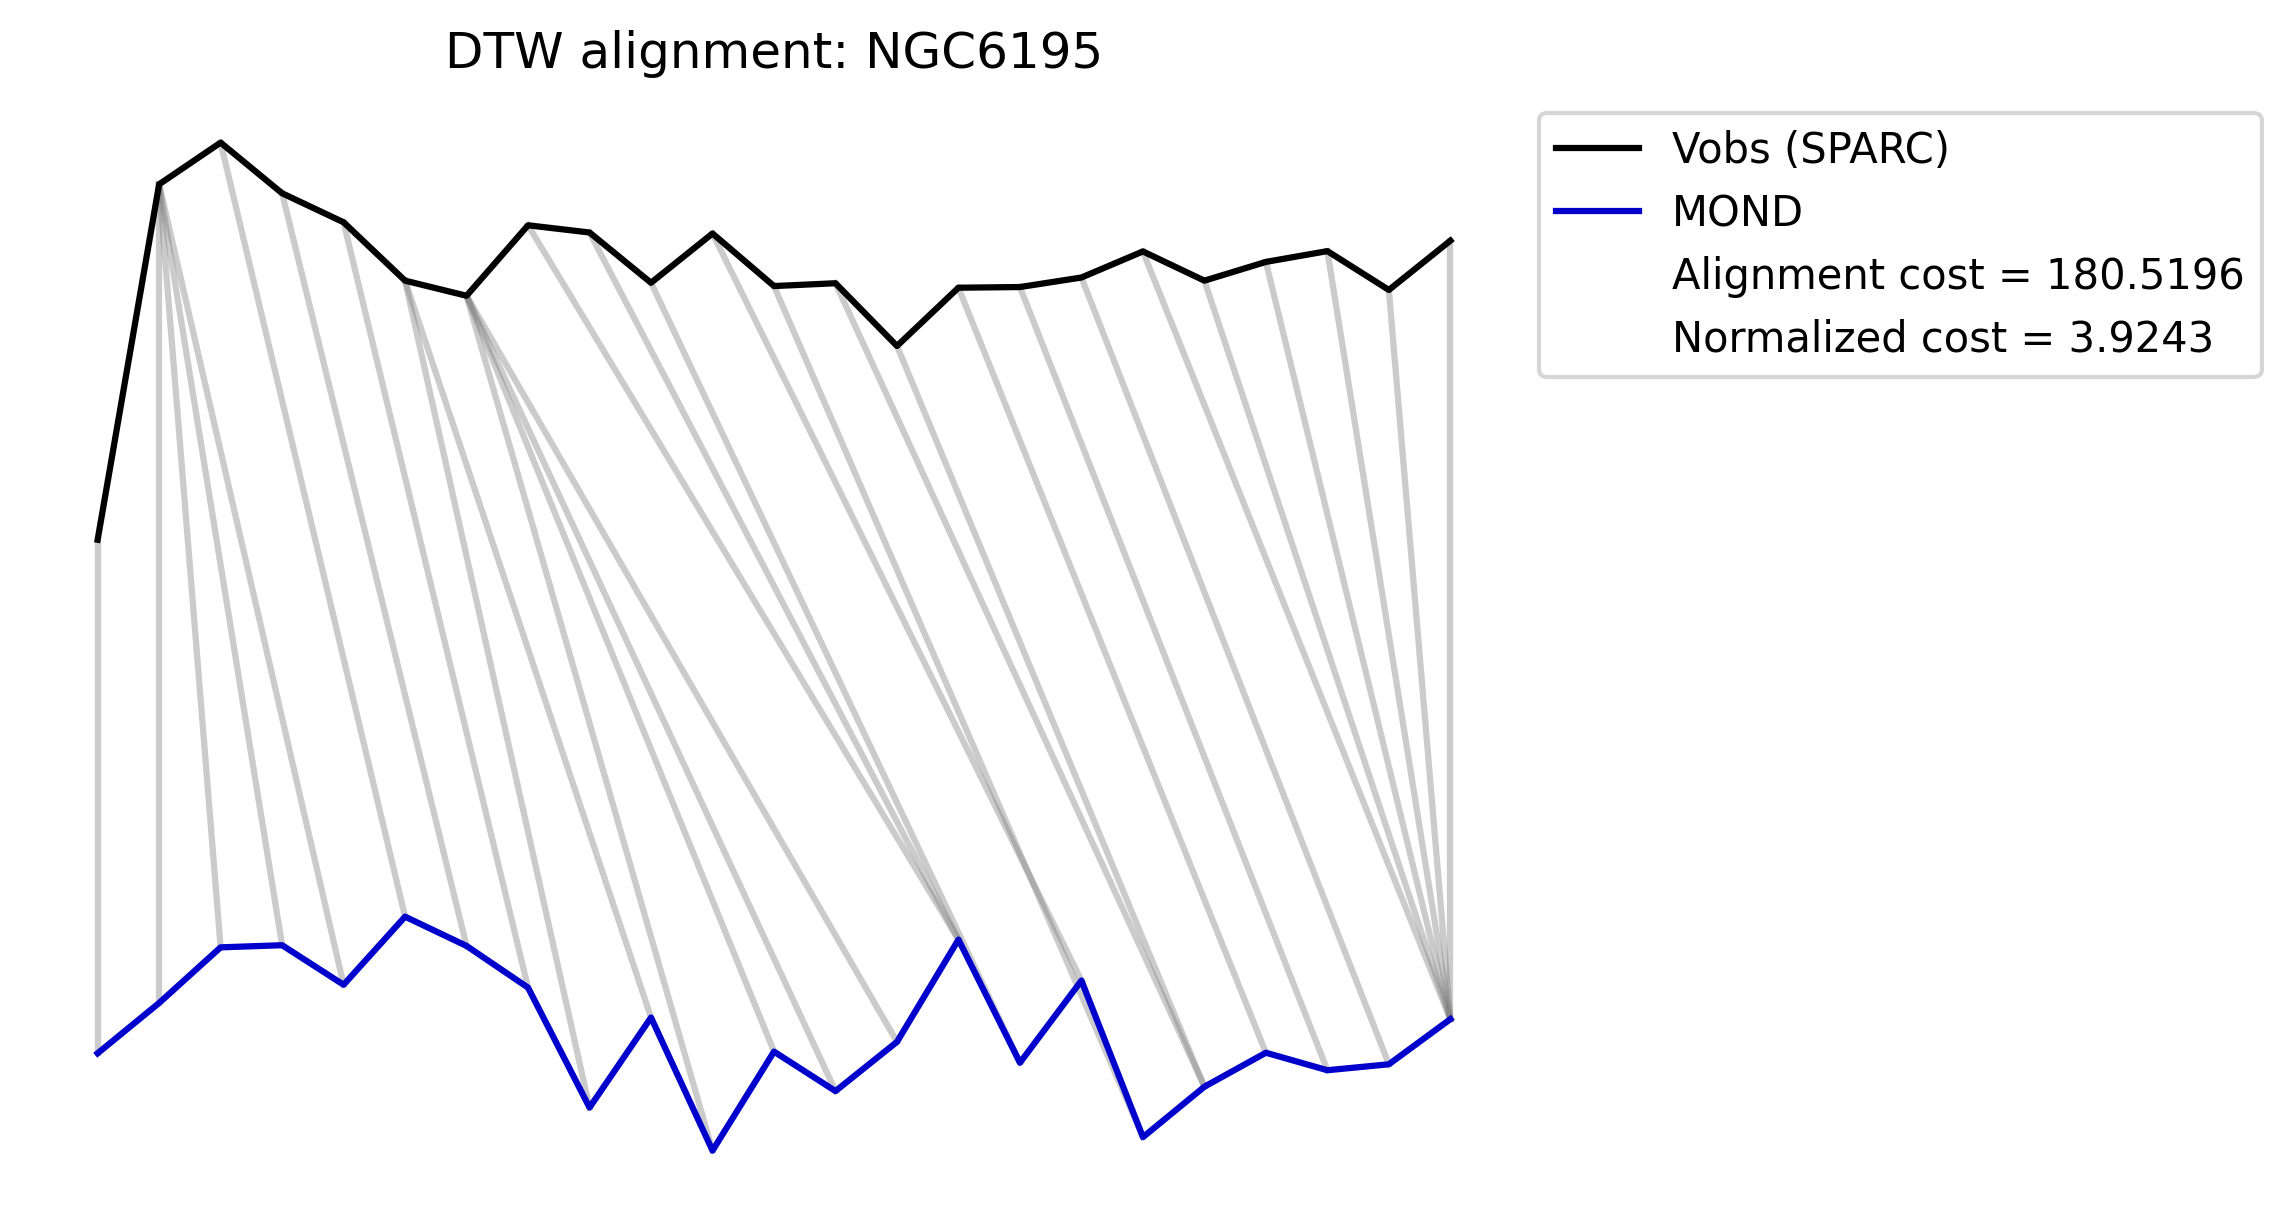 DTW alignment: NGC6195
Vobs (SPARC)
MOND
Alignment cost = 180.5196
Normalized cost = 3.9243